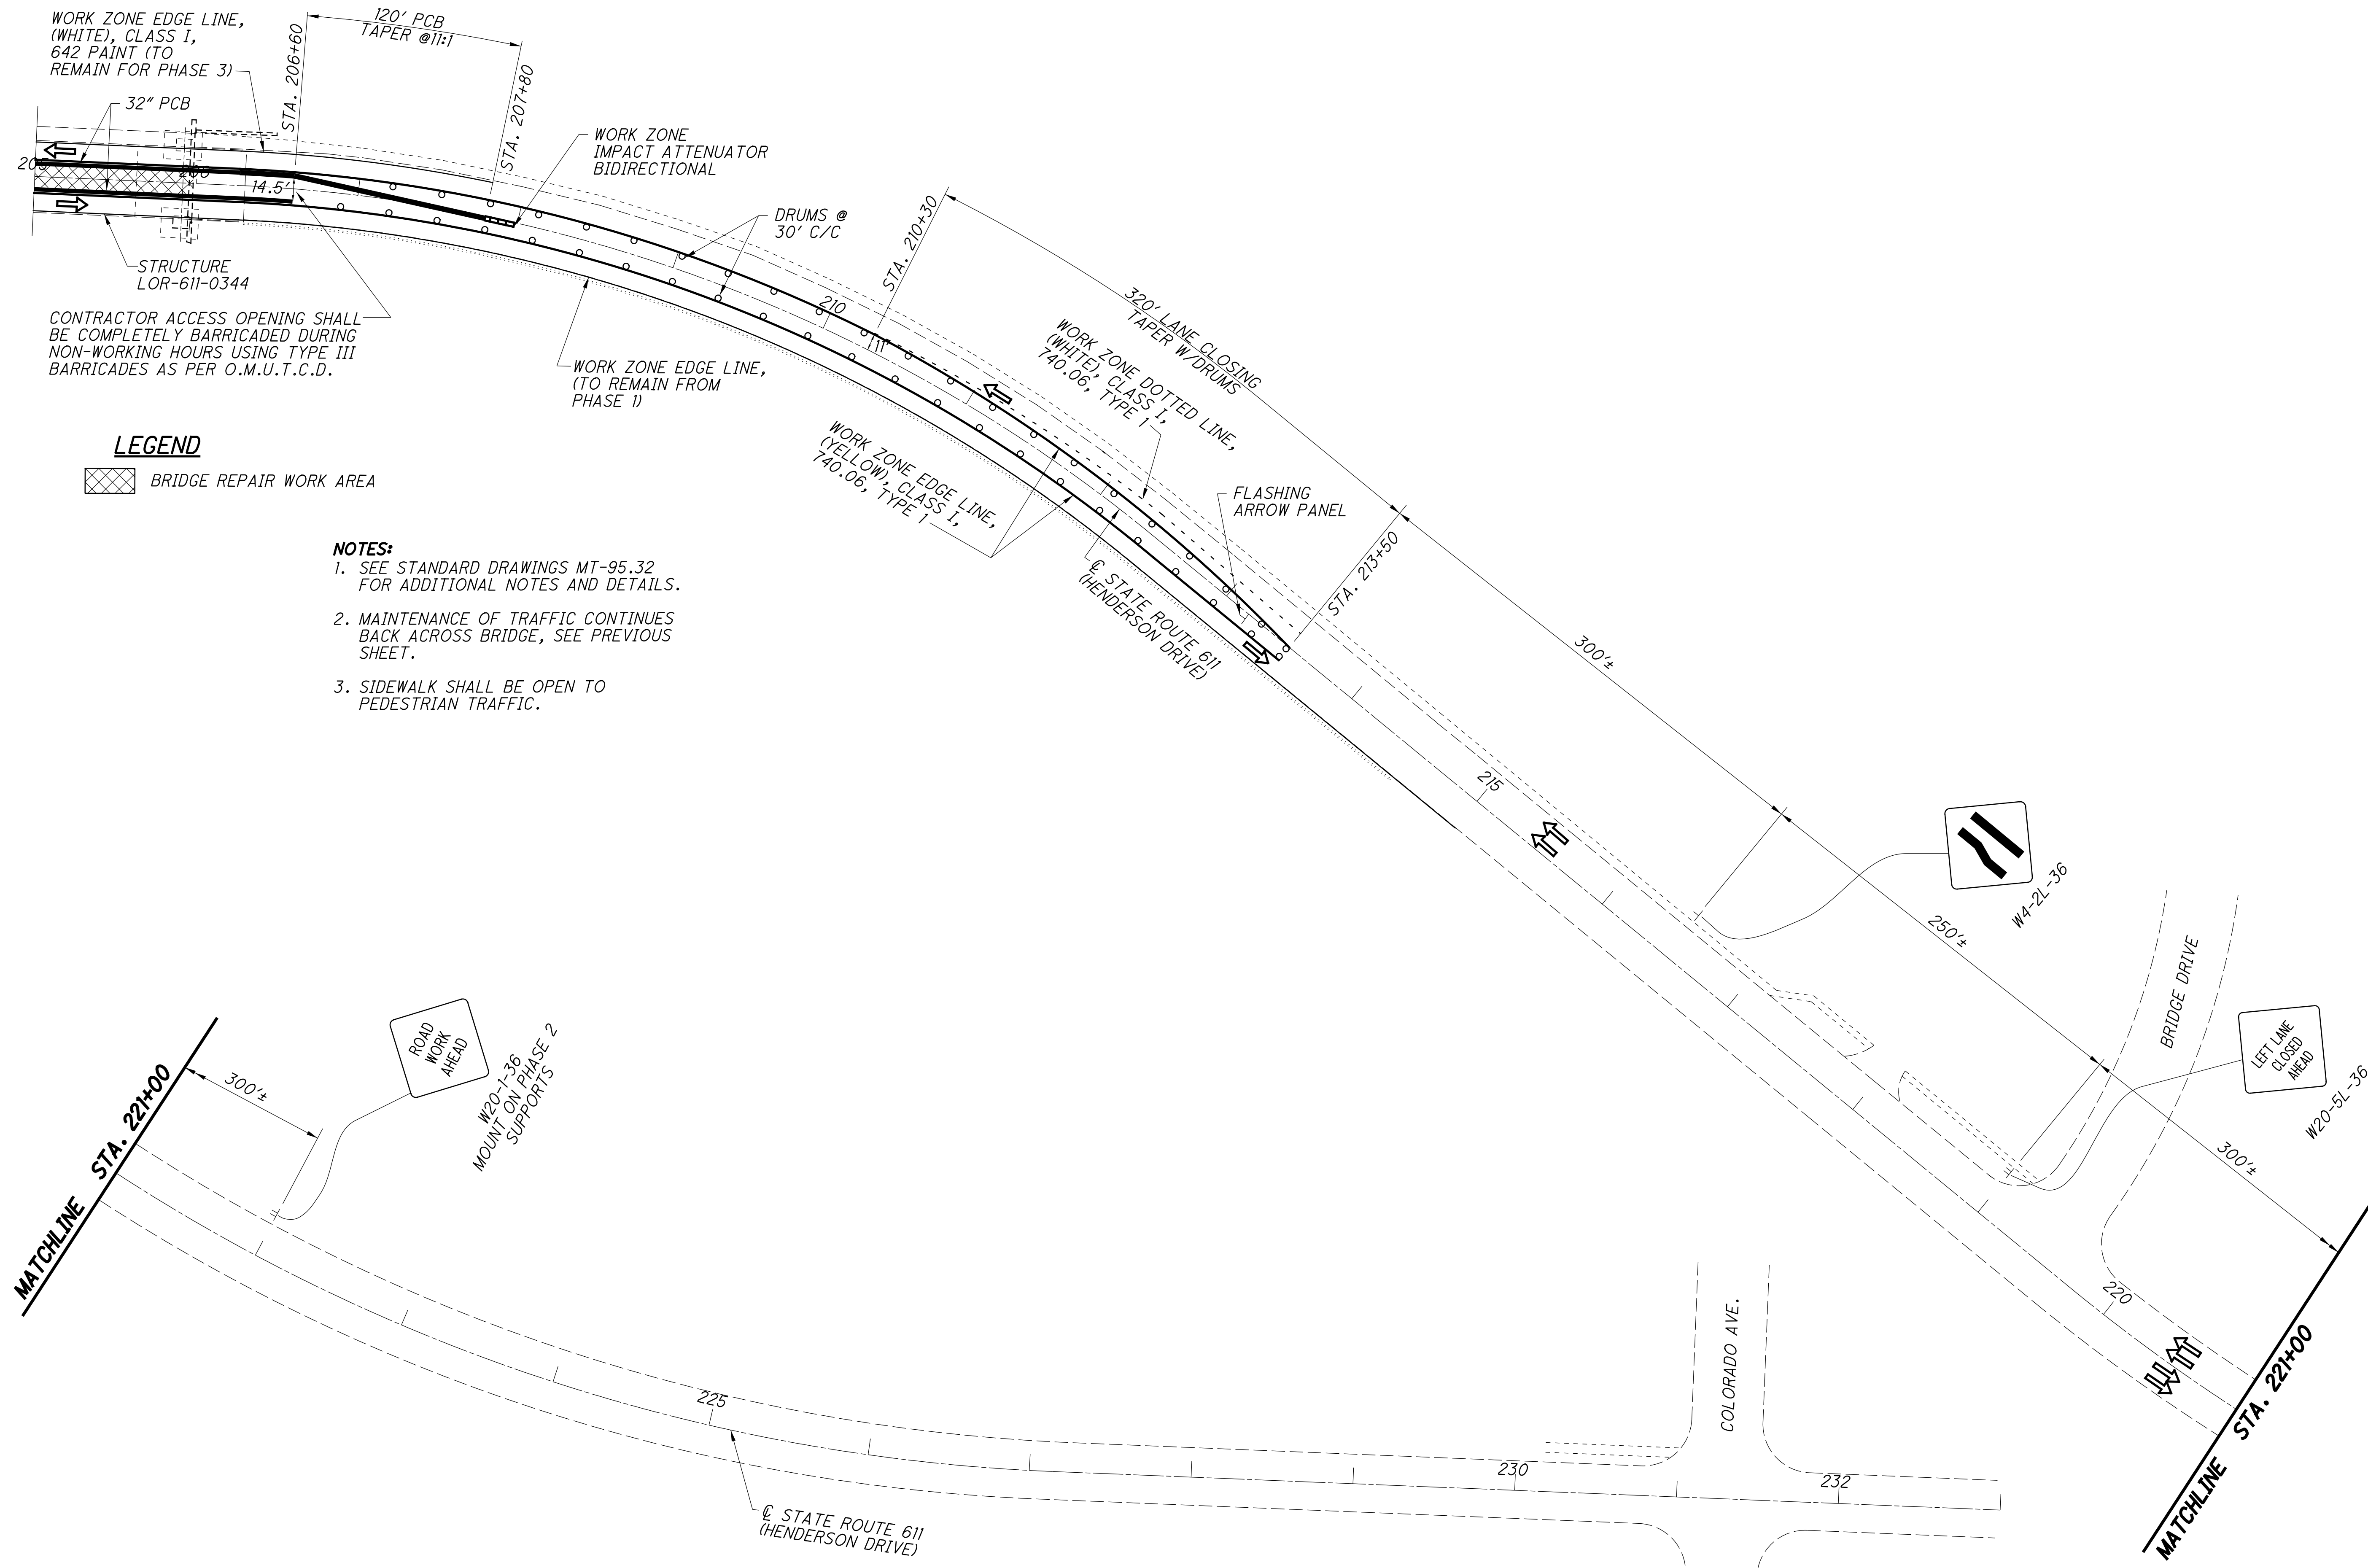 WORK ZONE EDGE LINE,
(WHITE), CLASS I,
642 PAINT (TO
REMAIN FOR PHASE 3)
32" PCB
STA. 206+60
120' PCB
TAPER @11:1
STA. 207+80
WORK ZONE
IMPACT ATTENUATOR
BIDIRECTIONAL
14.5'
STRUCTURE
LOR-611-0344
CONTRACTOR ACCESS OPENING SHALL
BE COMPLETELY BARRICADED DURING
NON-WORKING HOURS USING TYPE III
BARRICADES AS PER O.M.U.T.C.D.
DRUMS @
30' C/C
WORK ZONE EDGE LINE,
(TO REMAIN FROM
PHASE 1)
210
11'
STA. 210+30
320' LANE CLOSING
TAPER W/DRUMS
WORK ZONE DOTTED LINE,
(WHITE), CLASS I,
740.06, TYPE 1
WORK ZONE EDGE LINE,
(YELLOW), CLASS I,
740.06, TYPE 1
FLASHING
ARROW PANEL
℄ STATE ROUTE 611
(HENDERSON DRIVE)
STA. 213+50
LEGEND
BRIDGE REPAIR WORK AREA
NOTES:
1. SEE STANDARD DRAWINGS MT-95.32
FOR ADDITIONAL NOTES AND DETAILS.
2. MAINTENANCE OF TRAFFIC CONTINUES
BACK ACROSS BRIDGE, SEE PREVIOUS
SHEET.
3. SIDEWALK SHALL BE OPEN TO
PEDESTRIAN TRAFFIC.
300'±
215
W4-2L-36
250'±
BRIDGE DRIVE
LEFT LANE
CLOSED
AHEAD
W20-5L-36
300'±
220
MATCHLINE STA. 221+00
MATCHLINE STA. 221+00
300'±
ROAD
WORK
AHEAD
W20-1-36
MOUNT ON PHASE 2
SUPPORTS
225
℄ STATE ROUTE 611
(HENDERSON DRIVE)
230
COLORADO AVE.
232